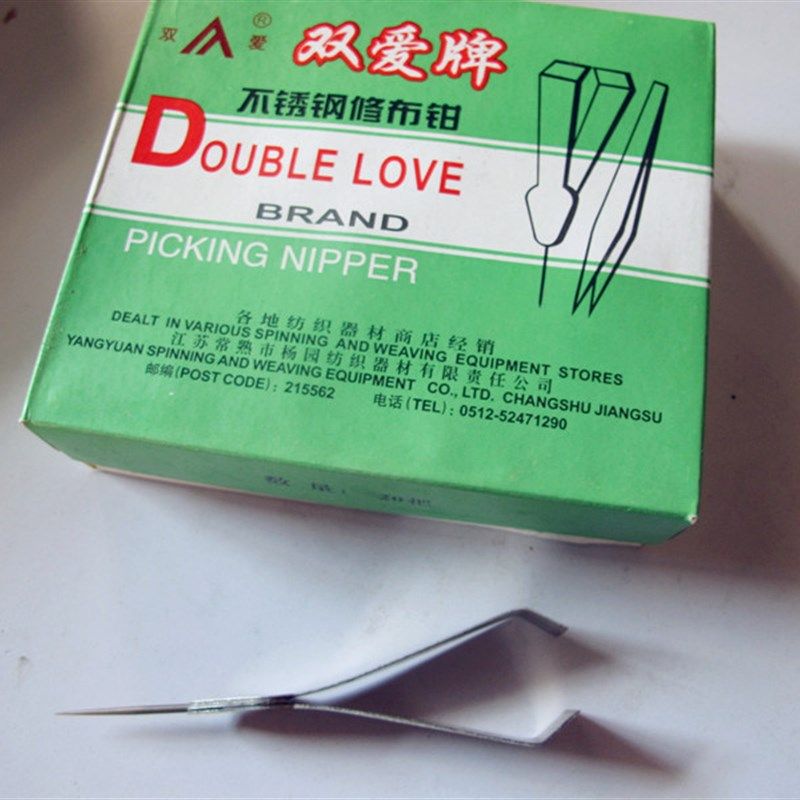 双 爱 ®
双爱牌
不锈钢修布钳
DOUBLE LOVE
BRAND
PICKING NIPPER
各地纺织器材商店经销
DEALT IN VARIOUS SPINNING AND WEAVING EQUIPMENT STORES
江苏常熟市杨园纺织器材有限责任公司
YANGYUAN SPINNING AND WEAVING EQUIPMENT CO., LTD. CHANGSHU JIANGSU
邮编(POST CODE): 215562 电话(TEL): 0512-52471290
数量: